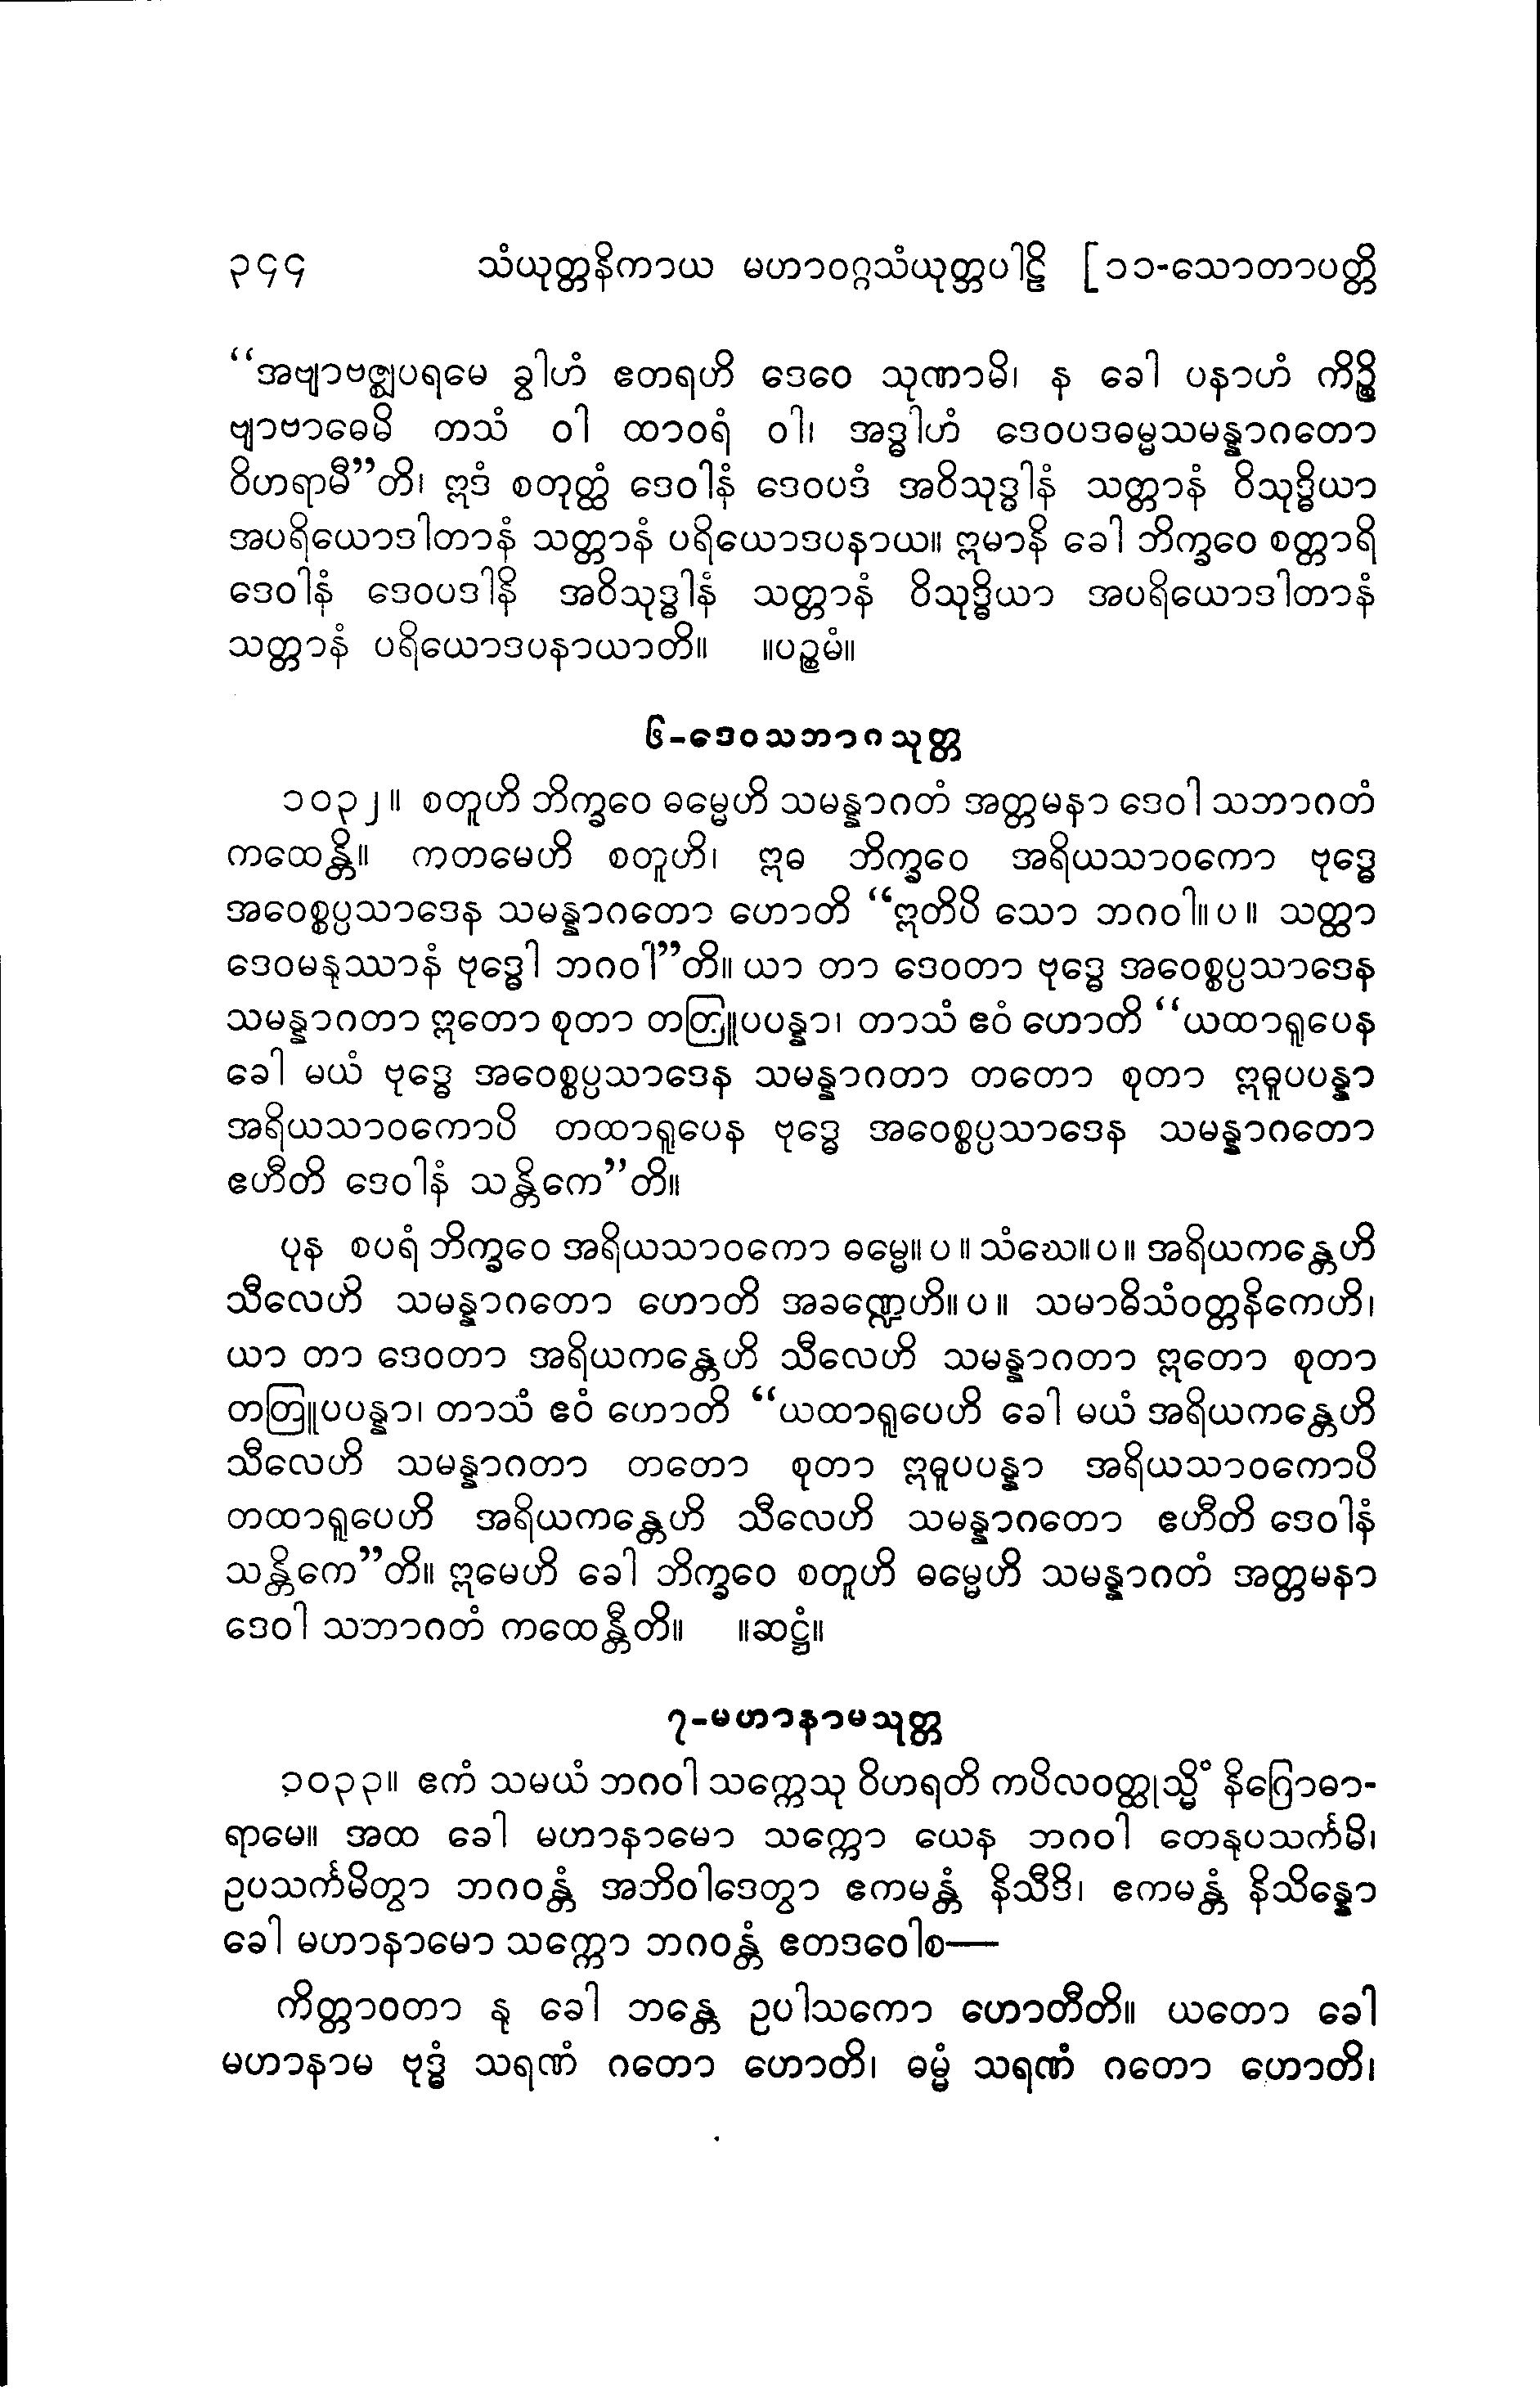 ၃၄၄ သံယုတ္တနိကာယ မဟာဝဂ္ဂသံယုတ္တပါဠိ [ ၁၁-သောတာပတ္တိ
“အဗျာဗဇ္ဈပရမေ ခွါဟံ ဧတရဟိ ဒေဝေ သုဏာမိ၊ န ခေါ ပနာဟံ ကိဉ္စိ
ဗျာဗာဓေမိ တသံ ဝါ ထာဝရံ ဝါ၊ အဒ္ဓါဟံ ဒေဝပဒဓမ္မသမန္နာဂတော
ဝိဟရာမီ”တိ၊ ဣဒံ စတုတ္ထံ ဒေဝါနံ ဒေဝပဒံ အဝိသုဒ္ဓါနံ သတ္တာနံ ဝိသုဒ္ဓိယာ
အပရိယောဒါတာနံ သတ္တာနံ ပရိယောဒပနာယ။ ဣမာနိ ခေါ ဘိက္ခဝေ စတ္တာရိ
ဒေဝါနံ ဒေဝပဒါနိ အဝိသုဒ္ဓါနံ သတ္တာနံ ဝိသုဒ္ဓိယာ အပရိယောဒါတာနံ
သတ္တာနံ ပရိယောဒပနာယာတိ။ ။ပဉ္စမံ။
၆-ဒေဝသဘာဂသုတ္တ
၁၀၃၂။ စတူဟိ ဘိက္ခဝေ ဓမ္မေဟိ သမန္နာဂတံ အတ္တမနာ ဒေဝါ သဘာဂတံ
ကထေန္တိ။ ကတမေဟိ စတူဟိ၊ ဣဓ ဘိက္ခဝေ အရိယသာဝကော ဗုဒ္ဓေ
အဝေစ္စပ္ပသာဒေန သမန္နာဂတော ဟောတိ “ဣတိပိ သော ဘဂဝါ။ပ။ သတ္ထာ
ဒေဝမနုဿာနံ ဗုဒ္ဓေါ ဘဂဝါ”တိ။ ယာ တာ ဒေဝတာ ဗုဒ္ဓေ အဝေစ္စပ္ပသာဒေန
သမန္နာဂတာ ဣတော စုတာ တတြူပပန္နာ၊ တာသံ ဧဝံ ဟောတိ “ယထာရူပေန
ခေါ မယံ ဗုဒ္ဓေ အဝေစ္စပ္ပသာဒေန သမန္နာဂတာ တတော စုတာ ဣဓူပပန္နာ
အရိယသာဝကောပိ တထာရူပေန ဗုဒ္ဓေ အဝေစ္စပ္ပသာဒေန သမန္နာဂတော
ဧဟီတိ ဒေဝါနံ သန္တိကေ”တိ။
ပုန စပရံ ဘိက္ခဝေ အရိယသာဝကော ဓမ္မေ။ပ။ သံဃေ။ပ။ အရိယကန္တေဟိ
သီလေဟိ သမန္နာဂတော ဟောတိ အခဏ္ဍေဟိ။ပ။ သမာဓိသံဝတ္တနိကေဟိ၊
ယာ တာ ဒေဝတာ အရိယကန္တေဟိ သီလေဟိ သမန္နာဂတာ ဣတော စုတာ
တတြူပပန္နာ၊ တာသံ ဧဝံ ဟောတိ “ယထာရူပေဟိ ခေါ မယံ အရိယကန္တေဟိ
သီလေဟိ သမန္နာဂတာ တတော စုတာ ဣဓူပပန္နာ အရိယသာဝကောပိ
တထာရူပေဟိ အရိယကန္တေဟိ သီလေဟိ သမန္နာဂတော ဧဟီတိ ဒေဝါနံ
သန္တိကေ”တိ။ ဣမေဟိ ခေါ ဘိက္ခဝေ စတူဟိ ဓမ္မေဟိ သမန္နာဂတံ အတ္တမနာ
ဒေဝါ သဘာဂတံ ကထေန္တီတိ။ ။ဆဋ္ဌံ။
၇-မဟာနာမသုတ္တ
၁၀၃၃။ ဧကံ သမယံ ဘဂဝါ သက္ကေသု ဝိဟရတိ ကပိလဝတ္ထုသ္မိံ နိဂြောဓာ-
ရာမေ။ အထ ခေါ မဟာနာမော သက္ကော ယေန ဘဂဝါ တေနုပသင်္ကမိ၊
ဥပသင်္ကမိတွာ ဘဂဝန္တံ အဘိဝါဒေတွာ ဧကမန္တံ နိသီဒိ၊ ဧကမန္တံ နိသိန္နော
ခေါ မဟာနာမော သက္ကော ဘဂဝန္တံ ဧတဒဝေါစ—
ကိတ္တာဝတာ နု ခေါ ဘန္တေ ဥပါသကော ဟောတီတိ။ ယတော ခေါ
မဟာနာမ ဗုဒ္ဓံ သရဏံ ဂတော ဟောတိ၊ ဓမ္မံ သရဏံ ဂတော ဟောတိ၊